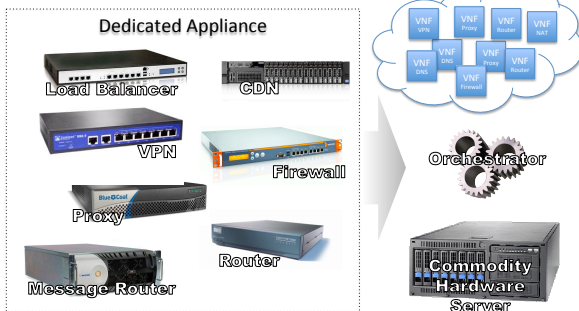 Dedicated Appliance
Load Balancer
CDN
VPN
Firewall
BlueCoat
Proxy
Router
Message Router
VNF
VPN
VNF
Proxy
VNF
Router
VNF
NAT
VNF
DNS
VNF
DNS
VNF
Proxy
VNF
Router
VNF
Firewall
Orchestrator
Commodity
Hardware
Server